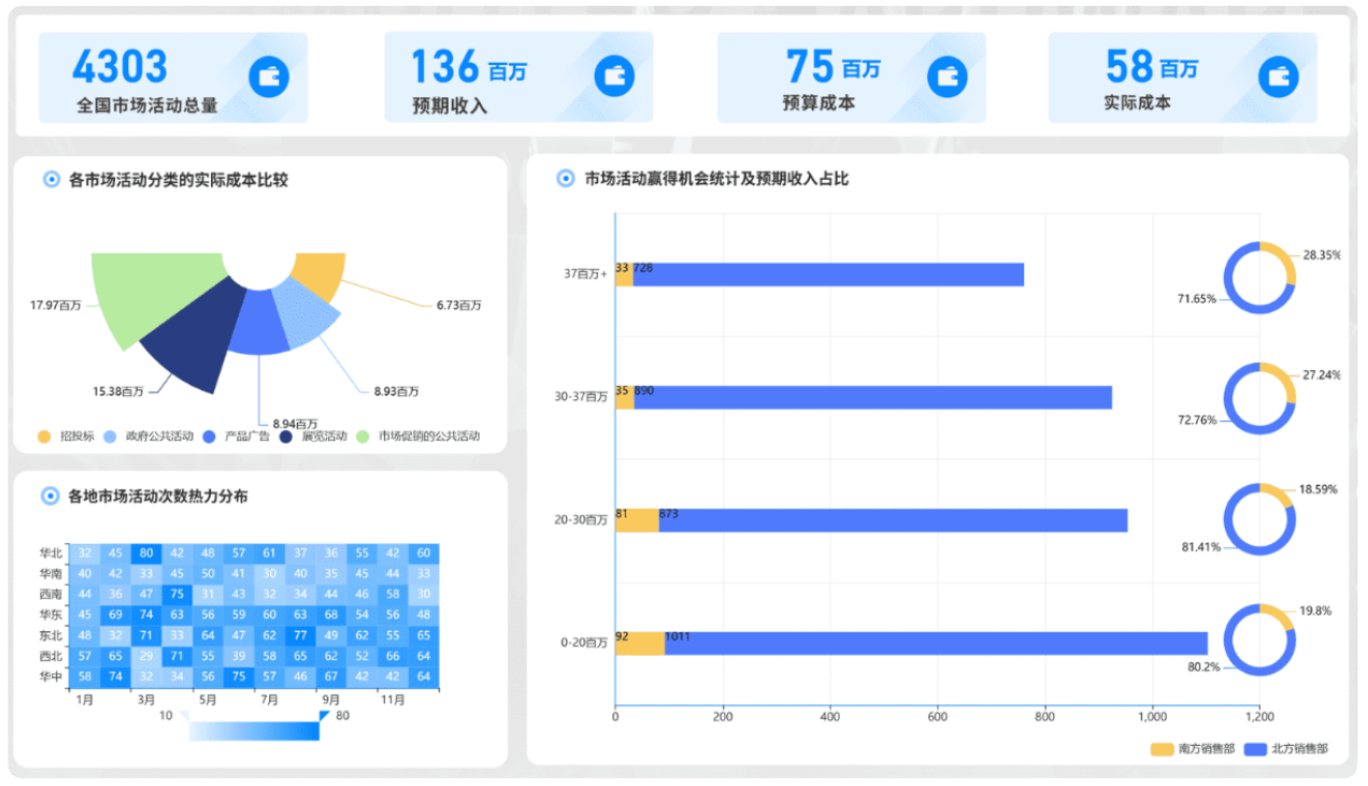 4303
全国市场活动总量
136 百万
预期收入
75 百万
预算成本
58 百万
实际成本
各市场活动分类的实际成本比较
17.97百万
6.73百万
15.38百万
8.93百万
8.94百万
招投标 政府公共活动 产品广告 展览活动 市场促销的公共活动
各地市场活动次数热力分布
华北 32 45 80 42 48 57 61 37 36 55 42 60
华南 40 42 33 45 50 41 30 40 35 45 44 33
西南 44 36 47 75 31 43 32 34 44 46 58 30
华东 45 69 74 63 56 59 60 63 68 54 56 48
东北 48 32 71 33 64 47 62 77 49 62 55 65
西北 57 65 29 71 55 39 58 65 62 52 66 64
华中 58 74 32 34 56 75 57 46 67 42 42 64
1月 3月 5月 7月 9月 11月
10 80
市场活动赢得机会统计及预期收入占比
37百万+ 33 728
28.35%
71.65%
30-37百万 35 890
27.24%
72.76%
20-30百万 81 873
18.59%
81.41%
0-20百万 92 1011
19.8%
80.2%
0 200 400 600 800 1,000 1,200
南方销售部 北方销售部